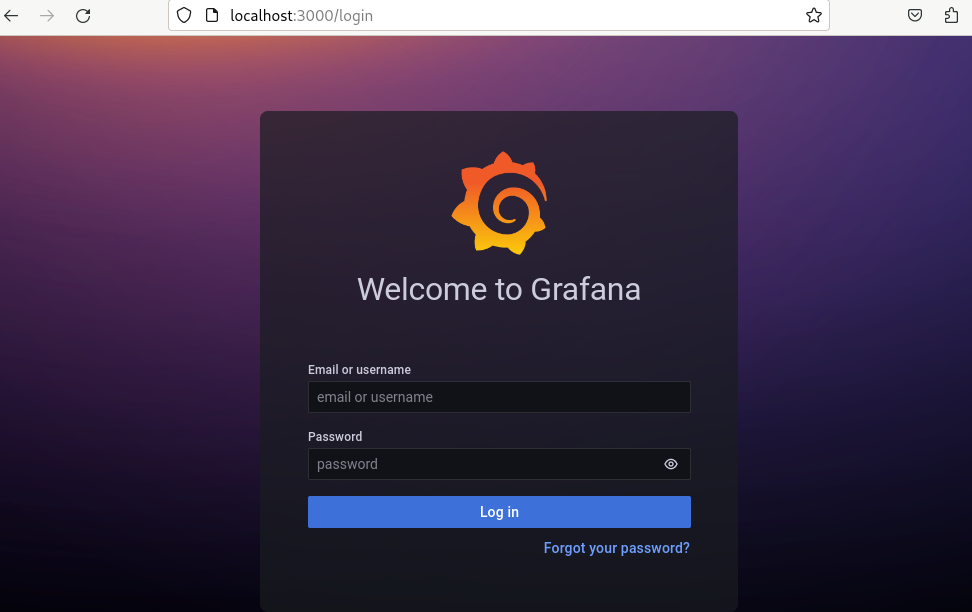 localhost:3000/login
Welcome to Grafana
Email or username
email or username
Password
password
Log in
Forgot your password?